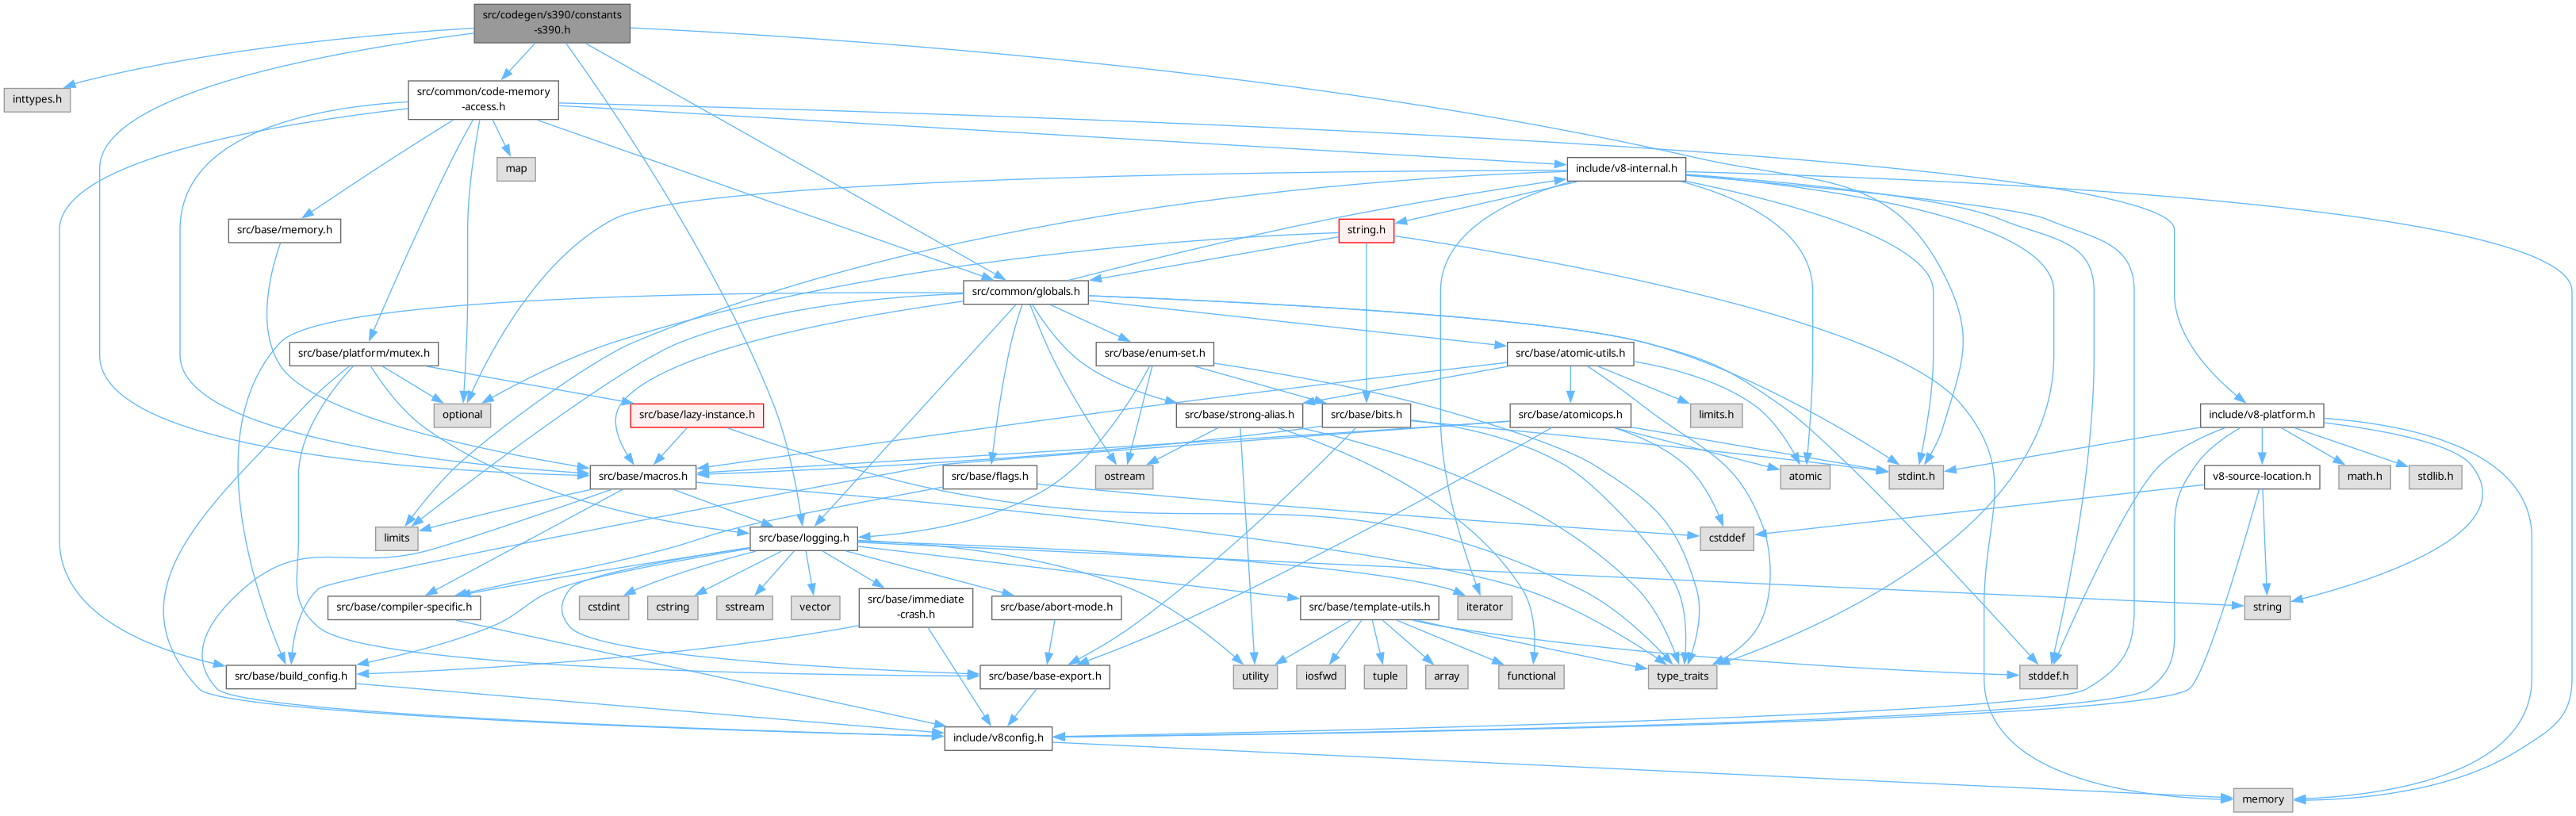 src/codegen/s390/constants
-s390.h
inttypes.h
src/common/code-memory
-access.h
map
include/v8-internal.h
src/base/memory.h
string.h
src/common/globals.h
src/base/platform/mutex.h
src/base/enum-set.h
src/base/atomic-utils.h
optional
src/base/lazy-instance.h
src/base/strong-alias.h
src/base/bits.h
src/base/atomicops.h
limits.h
include/v8-platform.h
src/base/macros.h
src/base/flags.h
ostream
atomic
stdint.h
v8-source-location.h
math.h
stdlib.h
limits
src/base/logging.h
cstddef
src/base/compiler-specific.h
cstdint
cstring
sstream
vector
src/base/immediate
-crash.h
src/base/abort-mode.h
src/base/template-utils.h
iterator
string
src/base/build_config.h
src/base/base-export.h
utility
iosfwd
tuple
array
functional
type_traits
stddef.h
include/v8config.h
memory